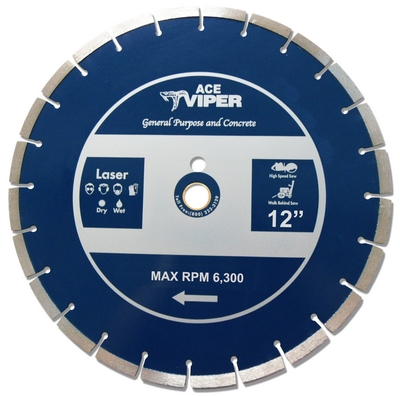 ACE
VIPER
General Purpose and Concrete
Laser
Dry Wet
High Speed Saw
Walk Behind Saw
12”
MAX RPM 6,300